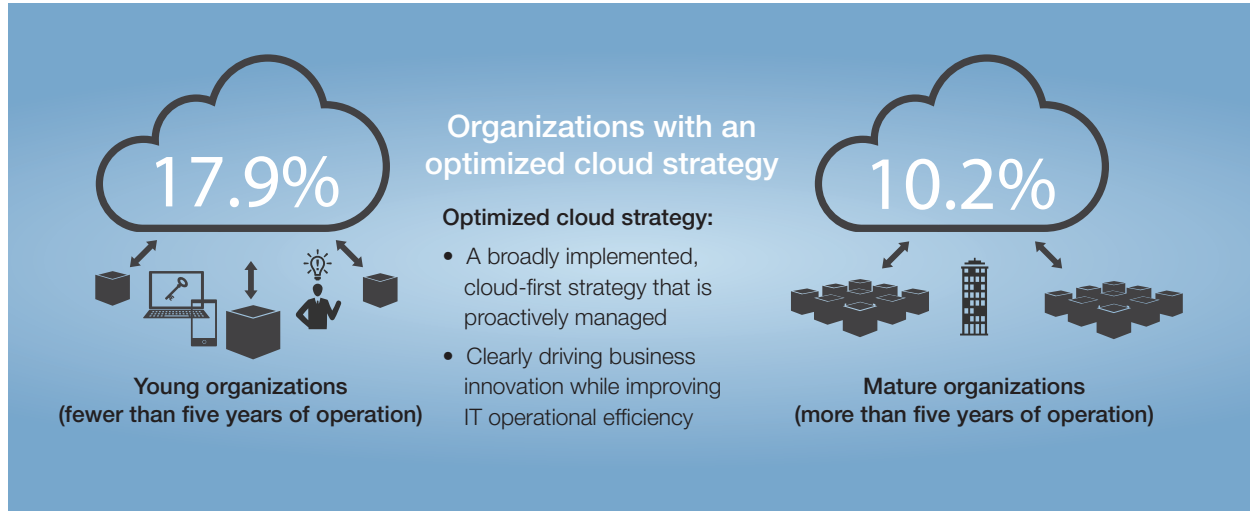 17.9%
Young organizations
(fewer than five years of operation)
Organizations with an
optimized cloud strategy
Optimized cloud strategy:
• A broadly implemented,
cloud-first strategy that is
proactively managed
• Clearly driving business
innovation while improving
IT operational efficiency
10.2%
Mature organizations
(more than five years of operation)